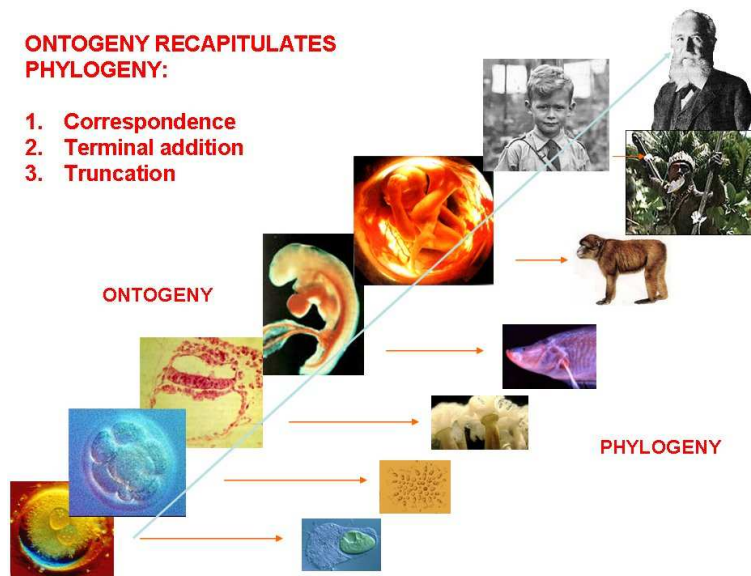 ONTOGENY RECAPITULATES
PHYLOGENY:
1. Correspondence
2. Terminal addition
3. Truncation
ONTOGENY
PHYLOGENY